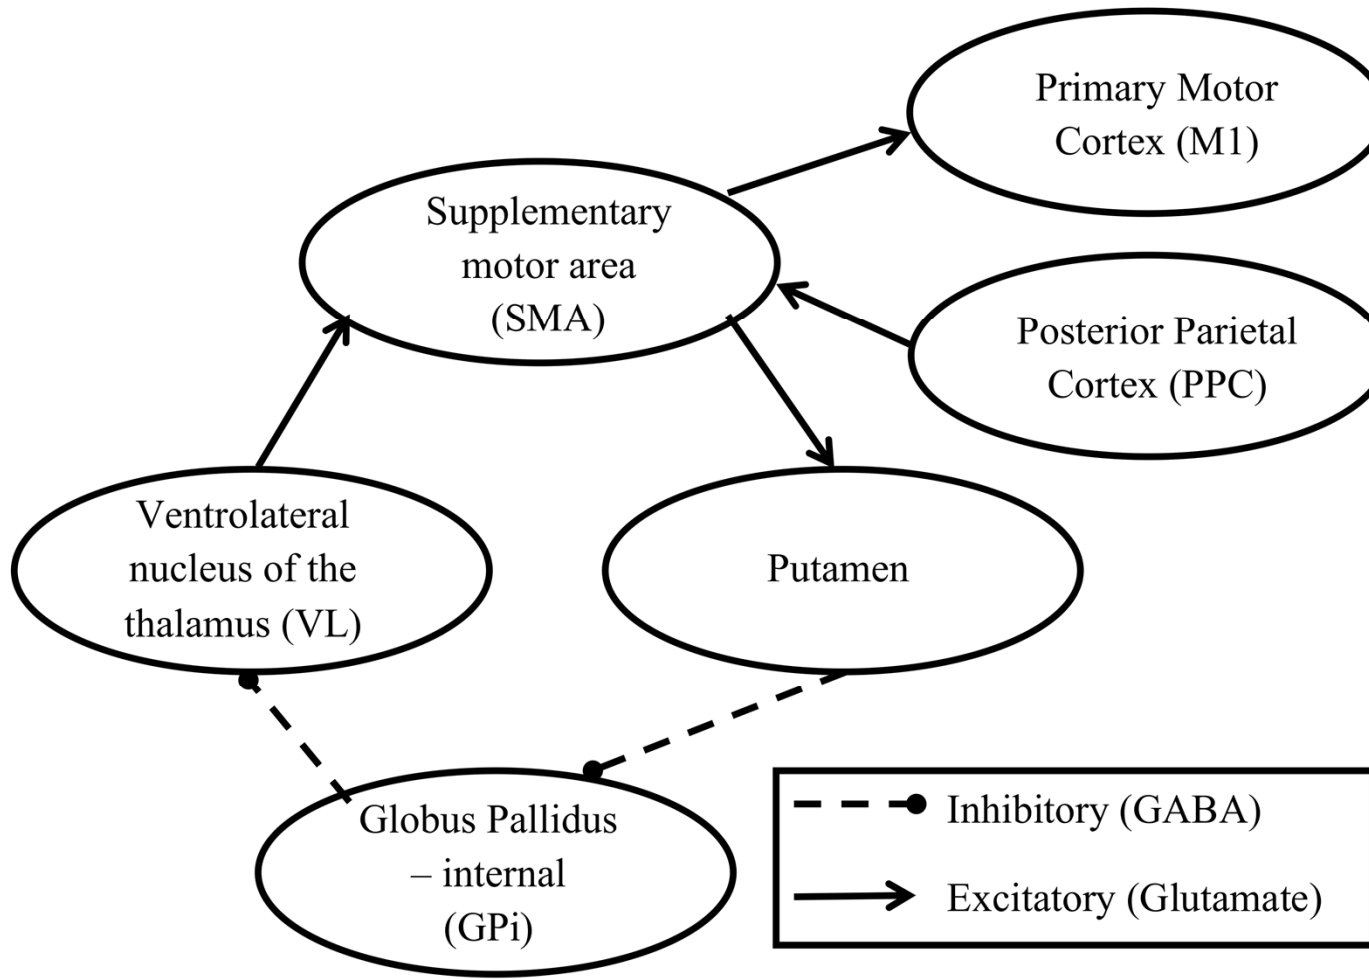 Primary Motor
Cortex (M1)
Supplementary
motor area
(SMA)
Posterior Parietal
Cortex (PPC)
Ventrolateral
nucleus of the
thalamus (VL)
Putamen
Globus Pallidus
– internal
(GPi)
Inhibitory (GABA)
Excitatory (Glutamate)